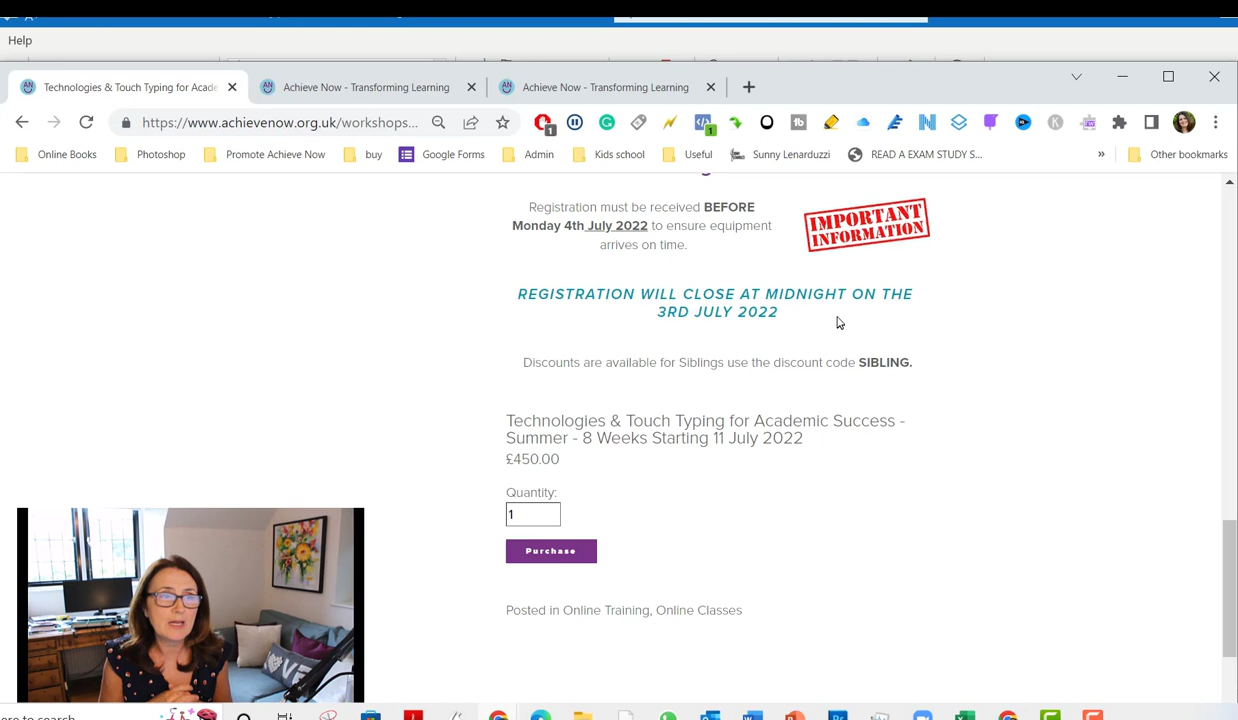 Help
Technologies & Touch Typing for Acade
Achieve Now - Transforming Learning
Achieve Now - Transforming Learning
https://www.achievenow.org.uk/workshops...
1
1
Online Books
Photoshop
Promote Achieve Now
buy
Google Forms
Admin
Kids school
Useful
Sunny Lenarduzzi
READ A EXAM STUDY S...
»
Other bookmarks
Registration must be received BEFORE
Monday 4th July 2022 to ensure equipment
arrives on time.
IMPORTANT
INFORMATION
REGISTRATION WILL CLOSE AT MIDNIGHT ON THE
3RD JULY 2022
Discounts are available for Siblings use the discount code SIBLING.
Technologies & Touch Typing for Academic Success -
Summer - 8 Weeks Starting 11 July 2022
£450.00
Quantity:
1
Purchase
Posted in Online Training, Online Classes
ere to search